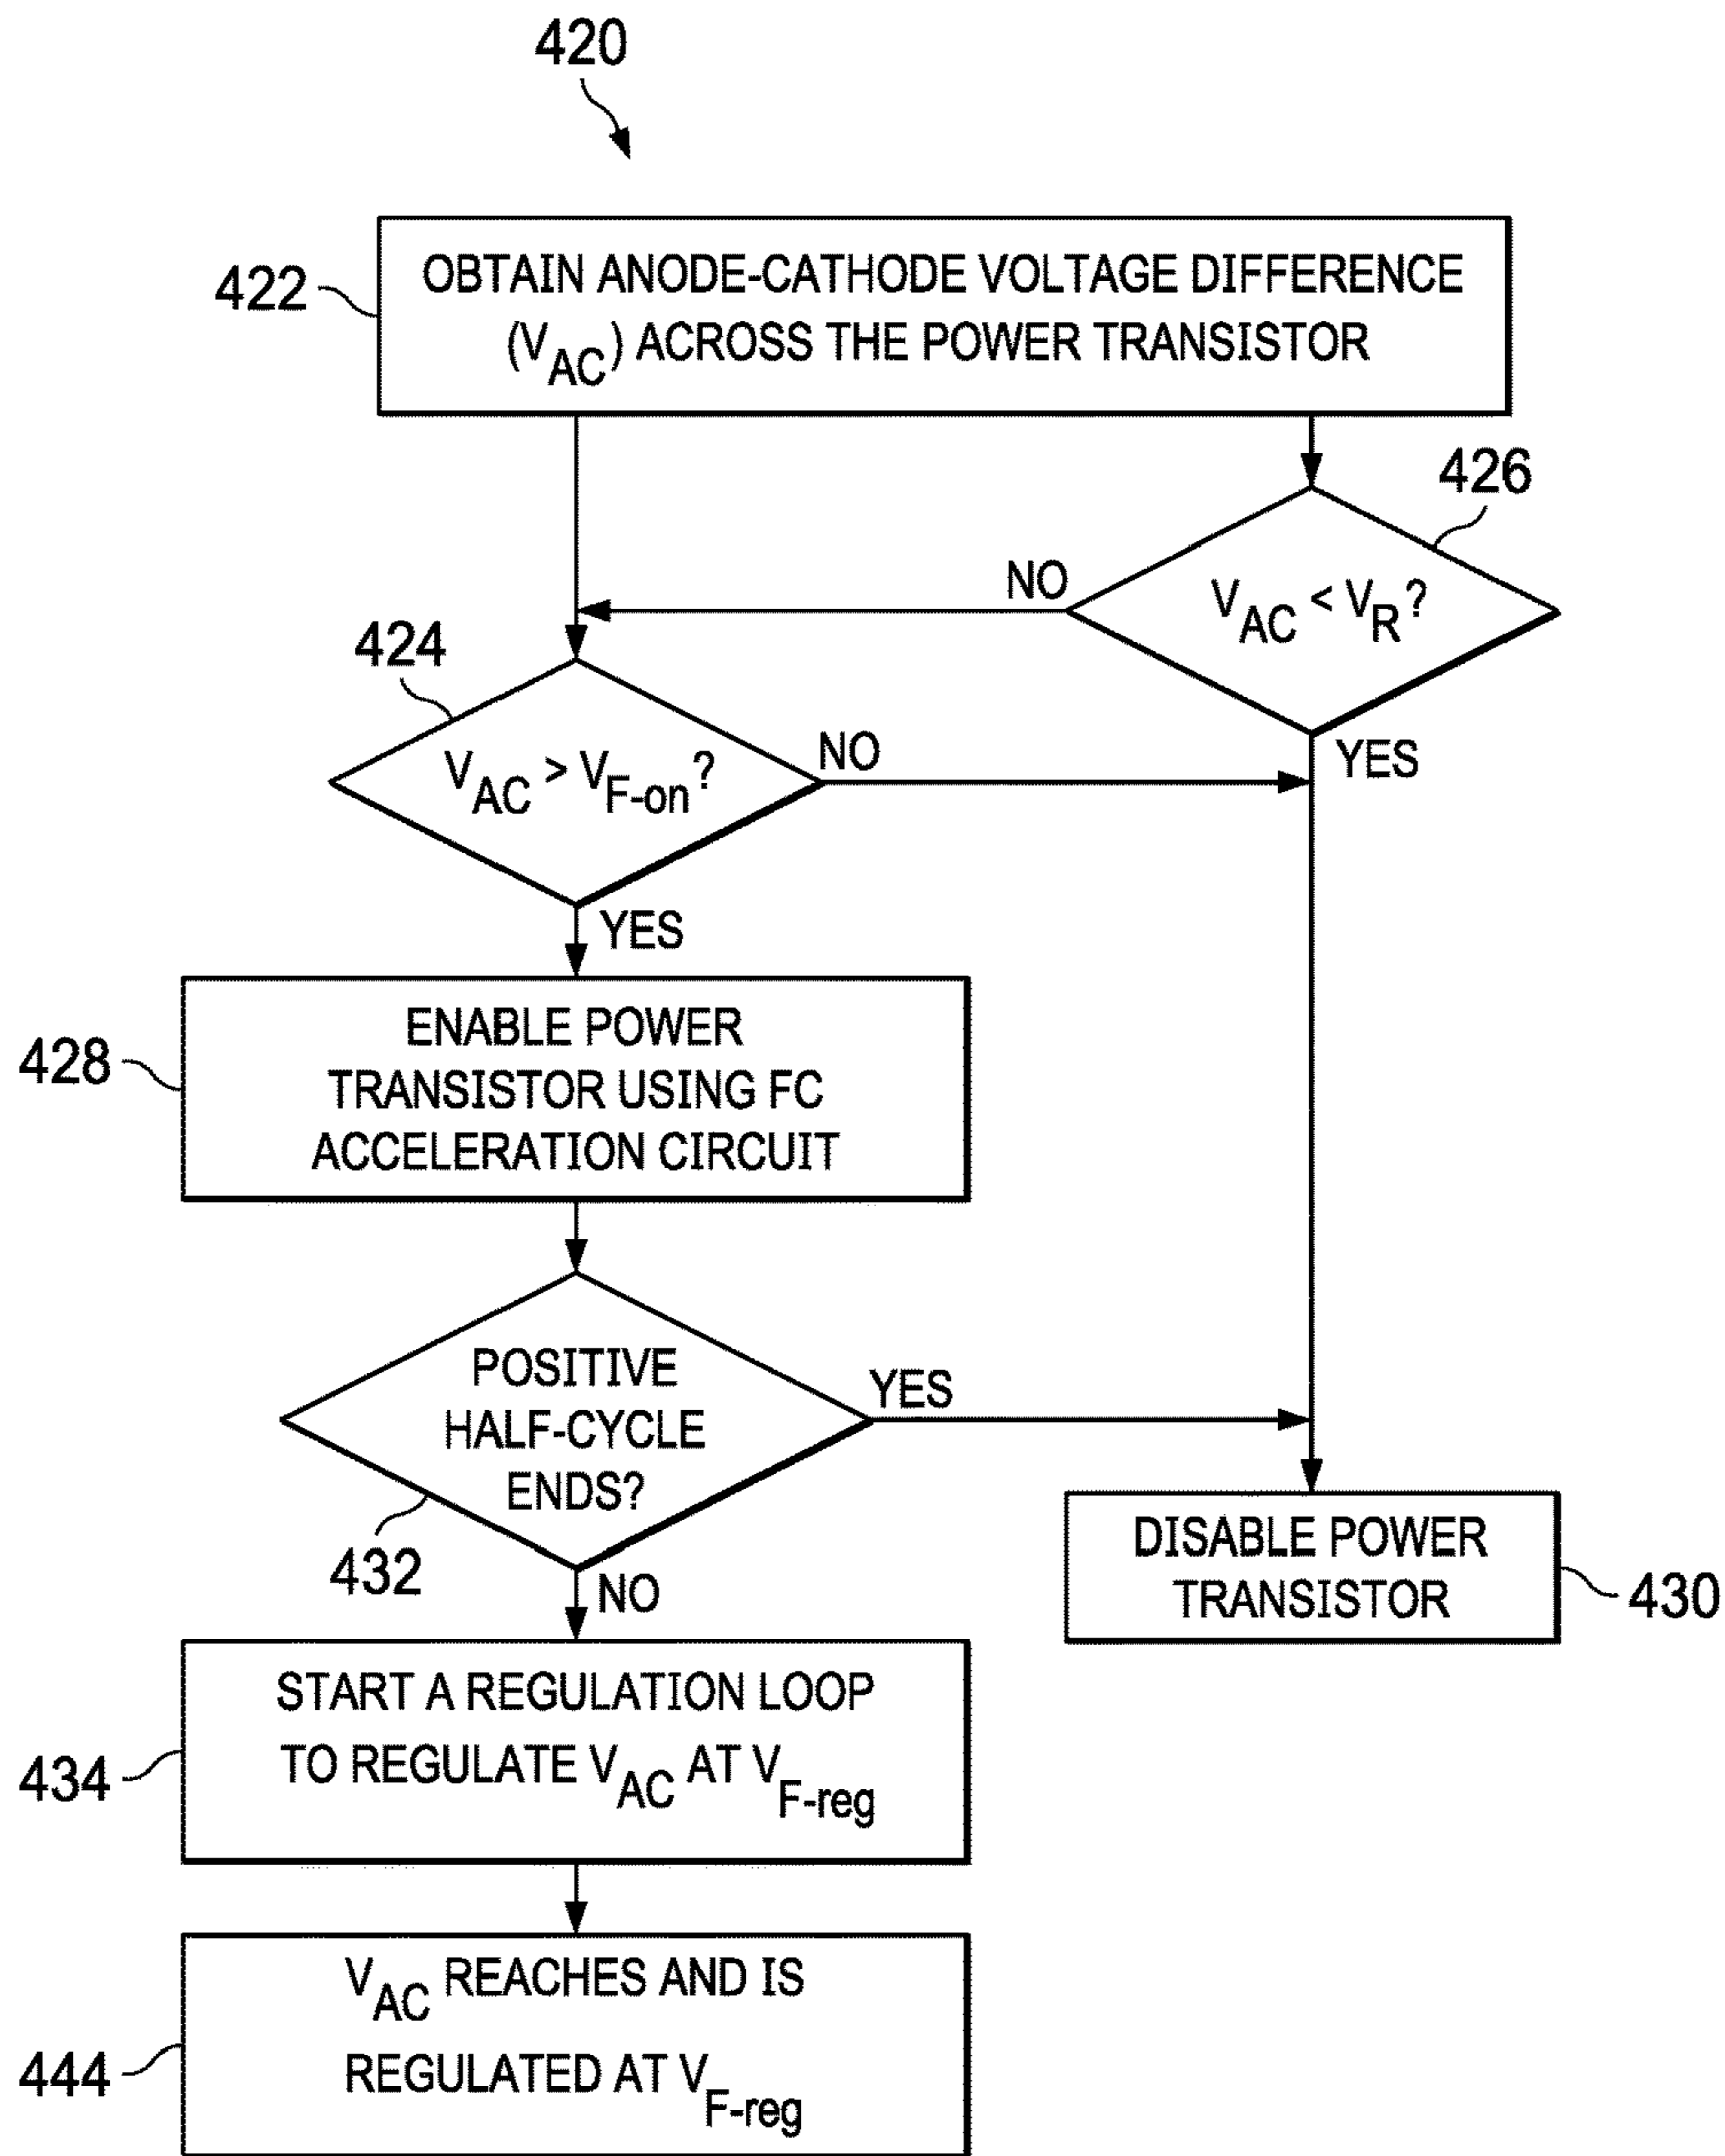 420
422
OBTAIN ANODE-CATHODE VOLTAGE DIFFERENCE
(VAC) ACROSS THE POWER TRANSISTOR
426
NO
VAC < VR?
YES
424
VAC > VF-on?
NO
YES
428
ENABLE POWER
TRANSISTOR USING FC
ACCELERATION CIRCUIT
POSITIVE
HALF-CYCLE
ENDS?
YES
432
NO
DISABLE POWER
TRANSISTOR
430
434
START A REGULATION LOOP
TO REGULATE VAC AT VF-reg
444
VAC REACHES AND IS
REGULATED AT VF-reg